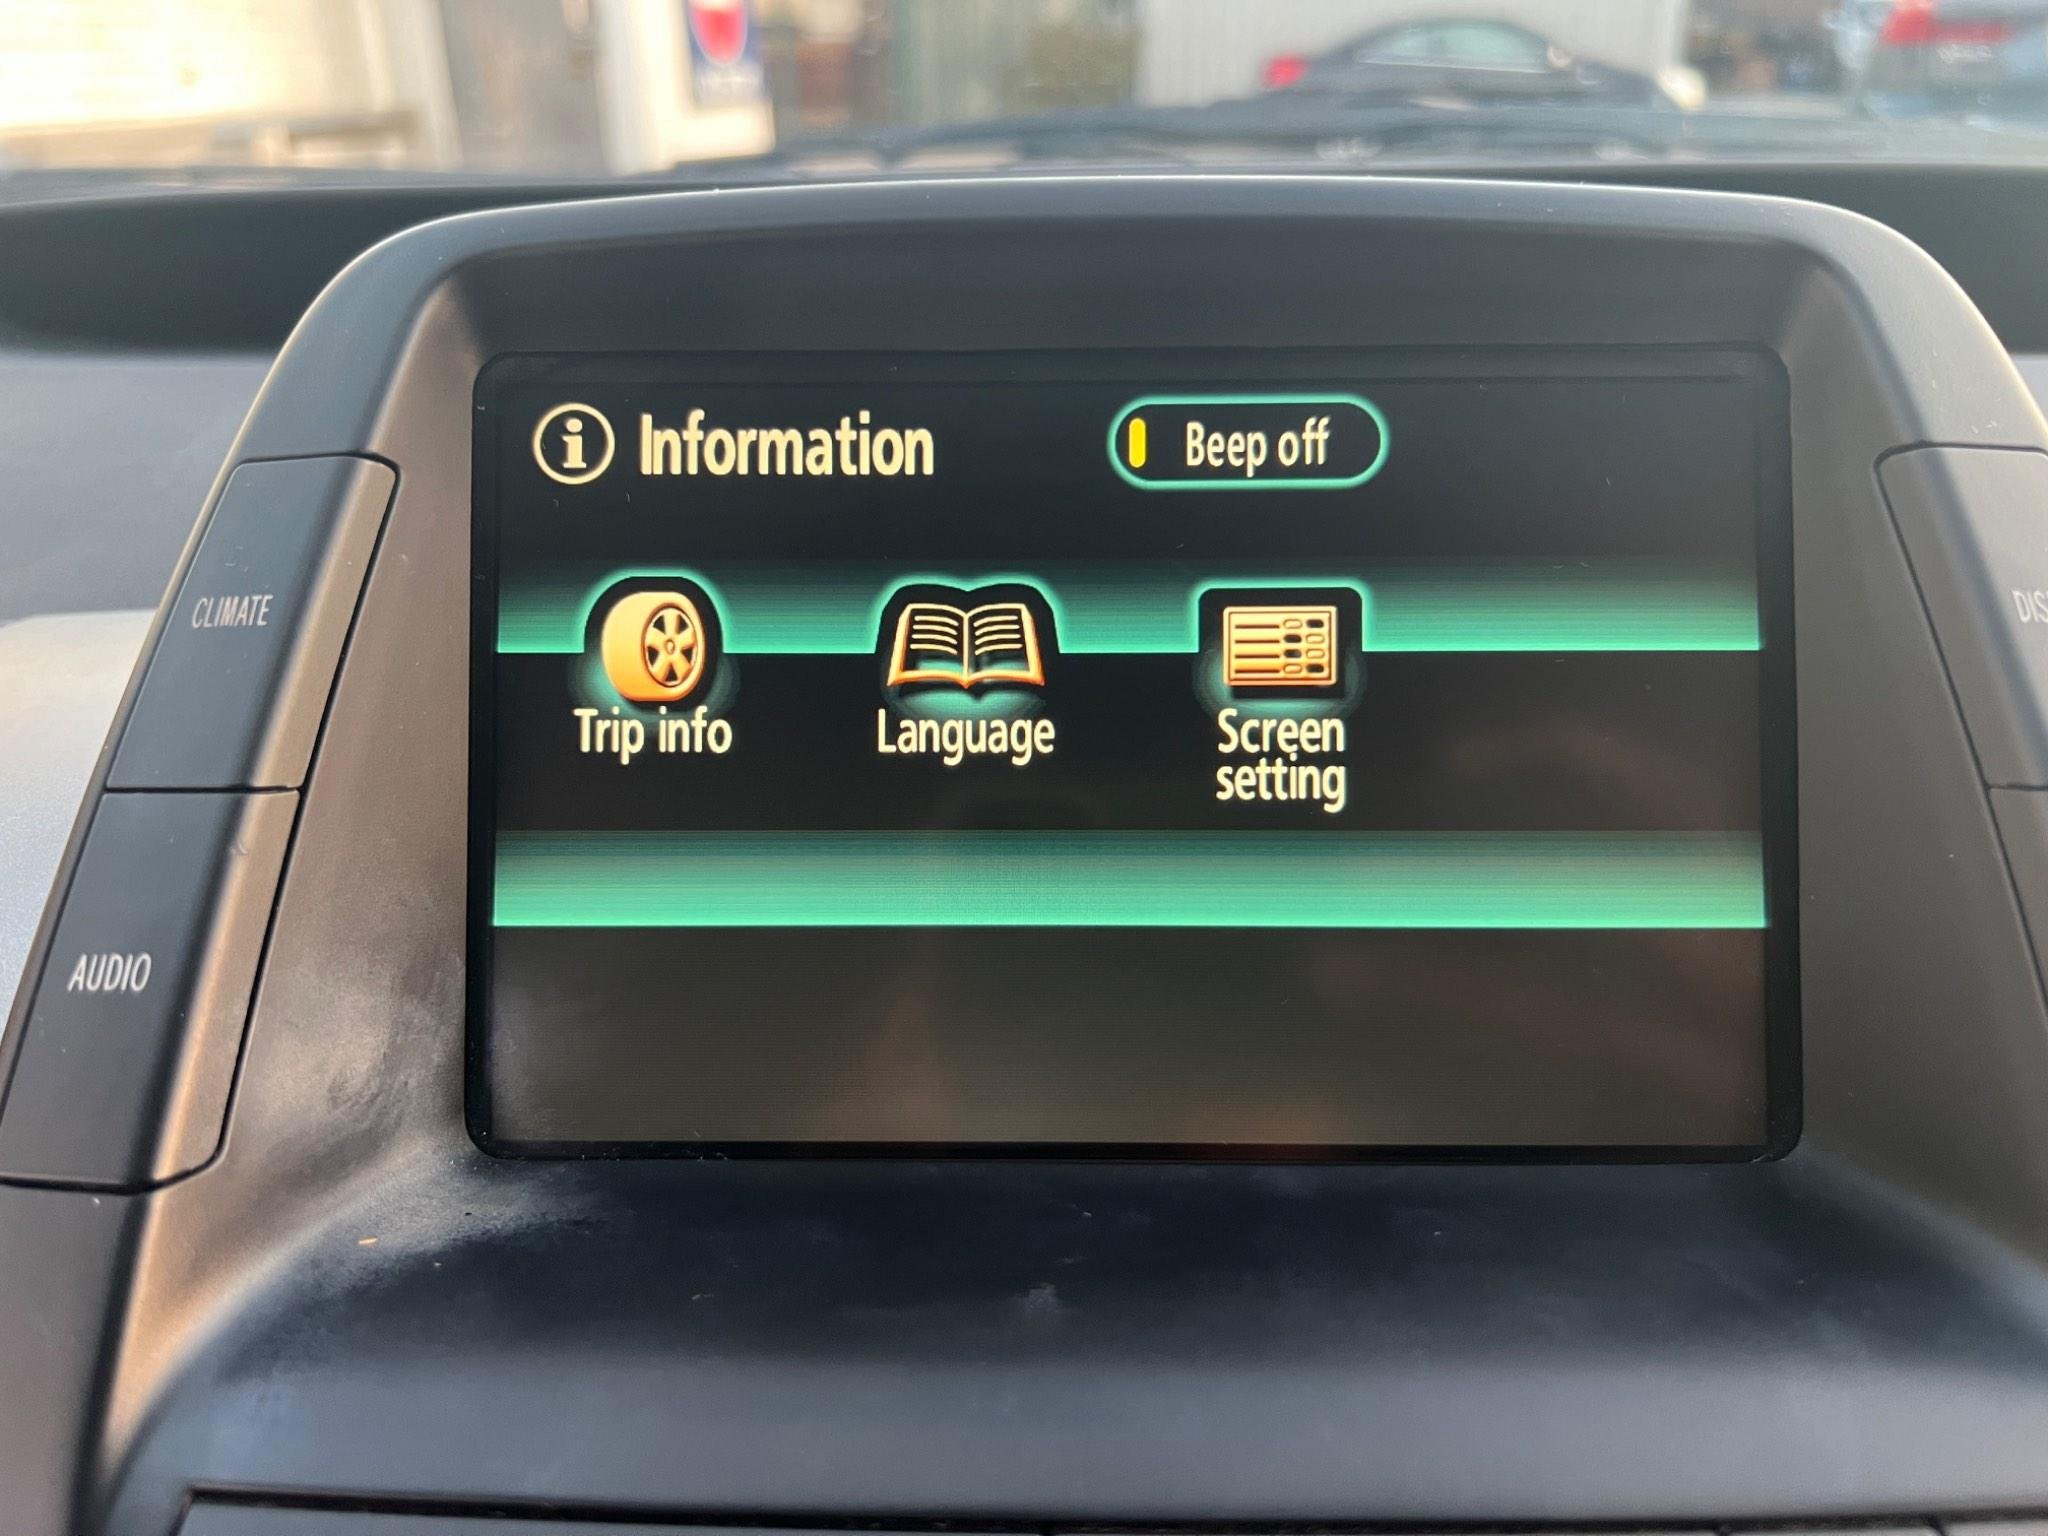 Information
Beep off
Trip info
Language
Screen
setting
CLIMATE
AUDIO